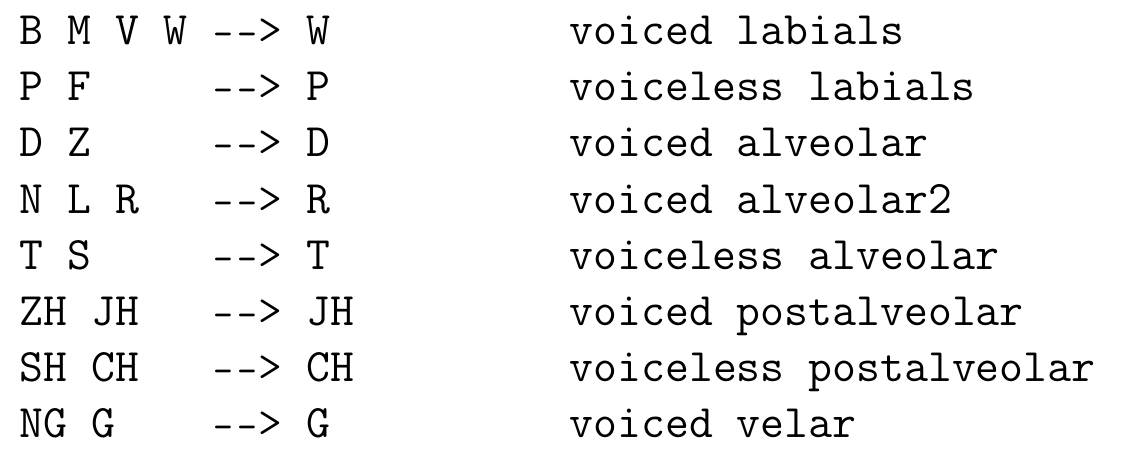 B M V W --> W voiced labials
P F --> P voiceless labials
D Z --> D voiced alveolar
N L R --> R voiced alveolar2
T S --> T voiceless alveolar
ZH JH --> JH voiced postalveolar
SH CH --> CH voiceless postalveolar
NG G --> G voiced velar